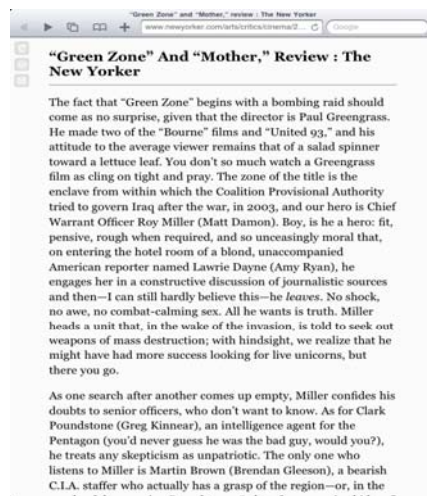 "Green Zone" and "Mother," review : The New Yorker
www.newyorker.com/arts/critics/cinema/2...
Google
“Green Zone” And “Mother,” Review : The
New Yorker
The fact that “Green Zone” begins with a bombing raid should
come as no surprise, given that the director is Paul Greengrass.
He made two of the “Bourne” films and “United 93,” and his
attitude to the average viewer remains that of a salad spinner
toward a lettuce leaf. You don’t so much watch a Greengrass
film as cling on tight and pray. The zone of the title is the
enclave from within which the Coalition Provisional Authority
tried to govern Iraq after the war, in 2003, and our hero is Chief
Warrant Officer Roy Miller (Matt Damon). Boy, is he a hero: fit,
pensive, rough when required, and so unceasingly moral that,
on entering the hotel room of a blond, unaccompanied
American reporter named Lawrie Dayne (Amy Ryan), he
engages her in a constructive discussion of journalistic sources
and then—I can still hardly believe this—he leaves. No shock,
no awe, no combat-calming sex. All he wants is truth. Miller
heads a unit that, in the wake of the invasion, is told to seek out
weapons of mass destruction; with hindsight, we realize that he
might have had more success looking for live unicorns, but
there you go.
As one search after another comes up empty, Miller confides his
doubts to senior officers, who don’t want to know. As for Clark
Poundstone (Greg Kinnear), an intelligence agent for the
Pentagon (you’d never guess he was the bad guy, would you?),
he treats any skepticism as unpatriotic. The only one who
listens to Miller is Martin Brown (Brendan Gleeson), a bearish
C.I.A. staffer who actually has a grasp of the region—or, in the